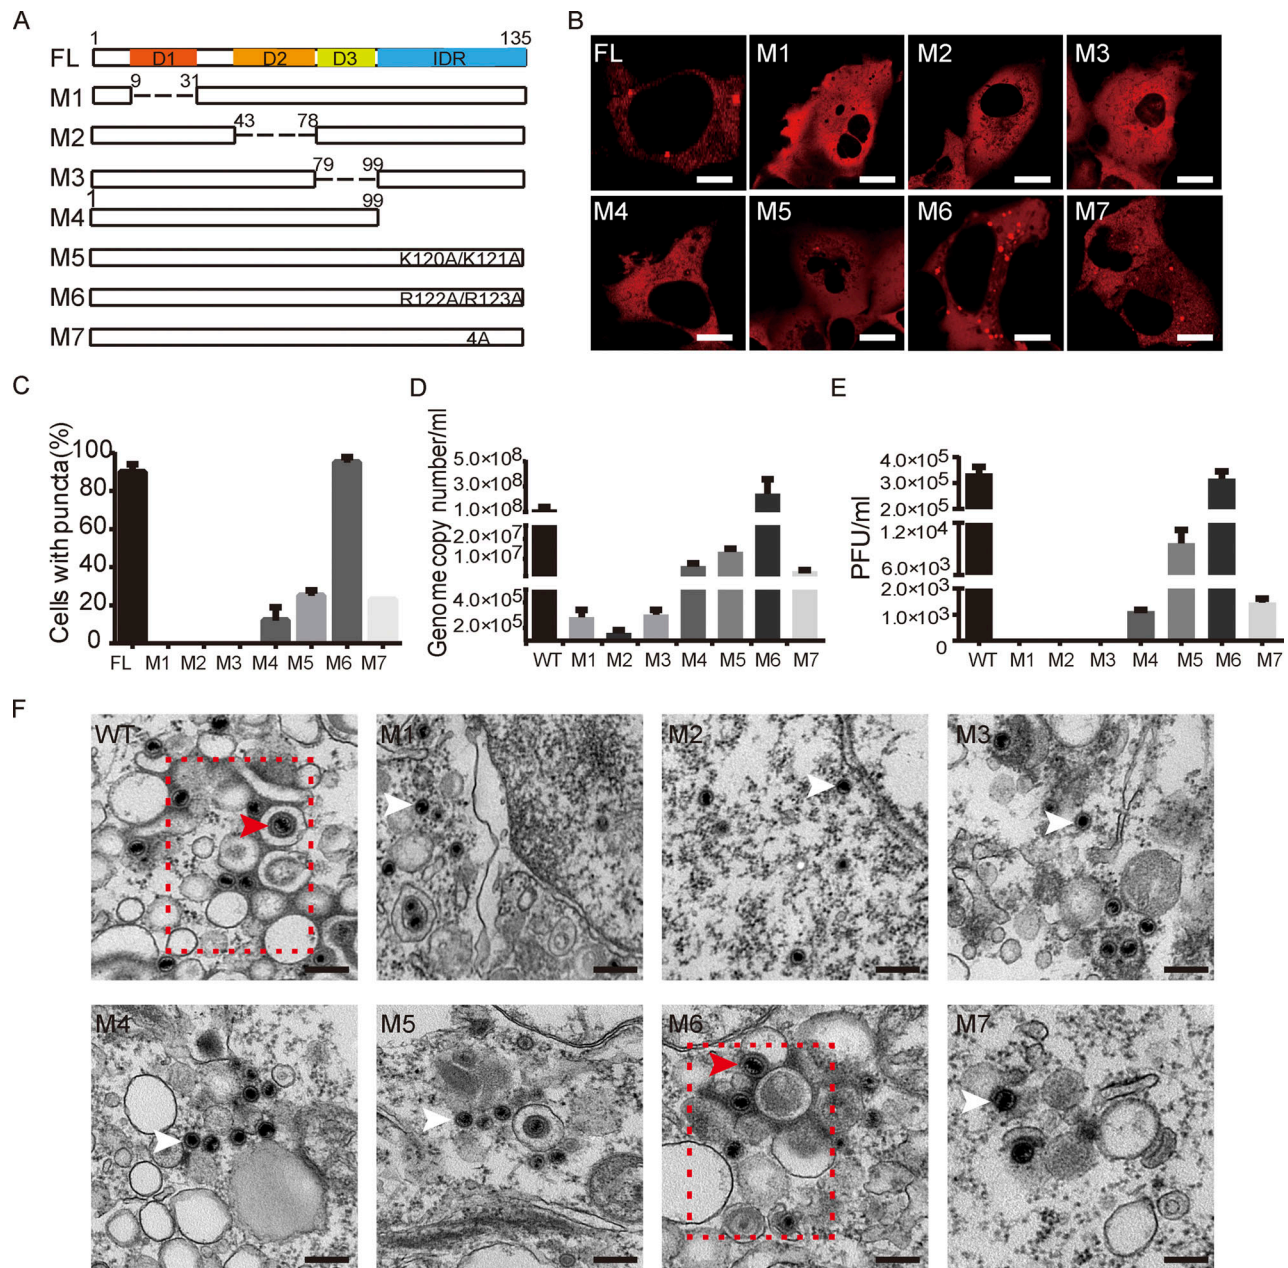 A
1 135
FL D1 D2 D3 IDR
M1 9 31
M2 43 78
M3 79 99
M4 1 99
M5 K120A/K121A
M6 R122A/R123A
M7 4A
B
FL M1 M2 M3
M4 M5 M6 M7
C
Cells with puncta(%)
100
80
60
40
20
0
FL M1 M2 M3 M4 M5 M6 M7
D
Genome copy number/ml
5.0×10⁸
3.0×10⁸
1.0×10⁸
2.0×10⁷
1.0×10⁷
4.0×10⁵
2.0×10⁵
WT M1 M2 M3 M4 M5 M6 M7
E
PFU/ml
4.0×10⁵
3.0×10⁵
2.0×10⁵
1.2×10⁴
6.0×10³
2.0×10³
1.0×10³
0
WT M1 M2 M3 M4 M5 M6 M7
F
WT M1 M2 M3
M4 M5 M6 M7